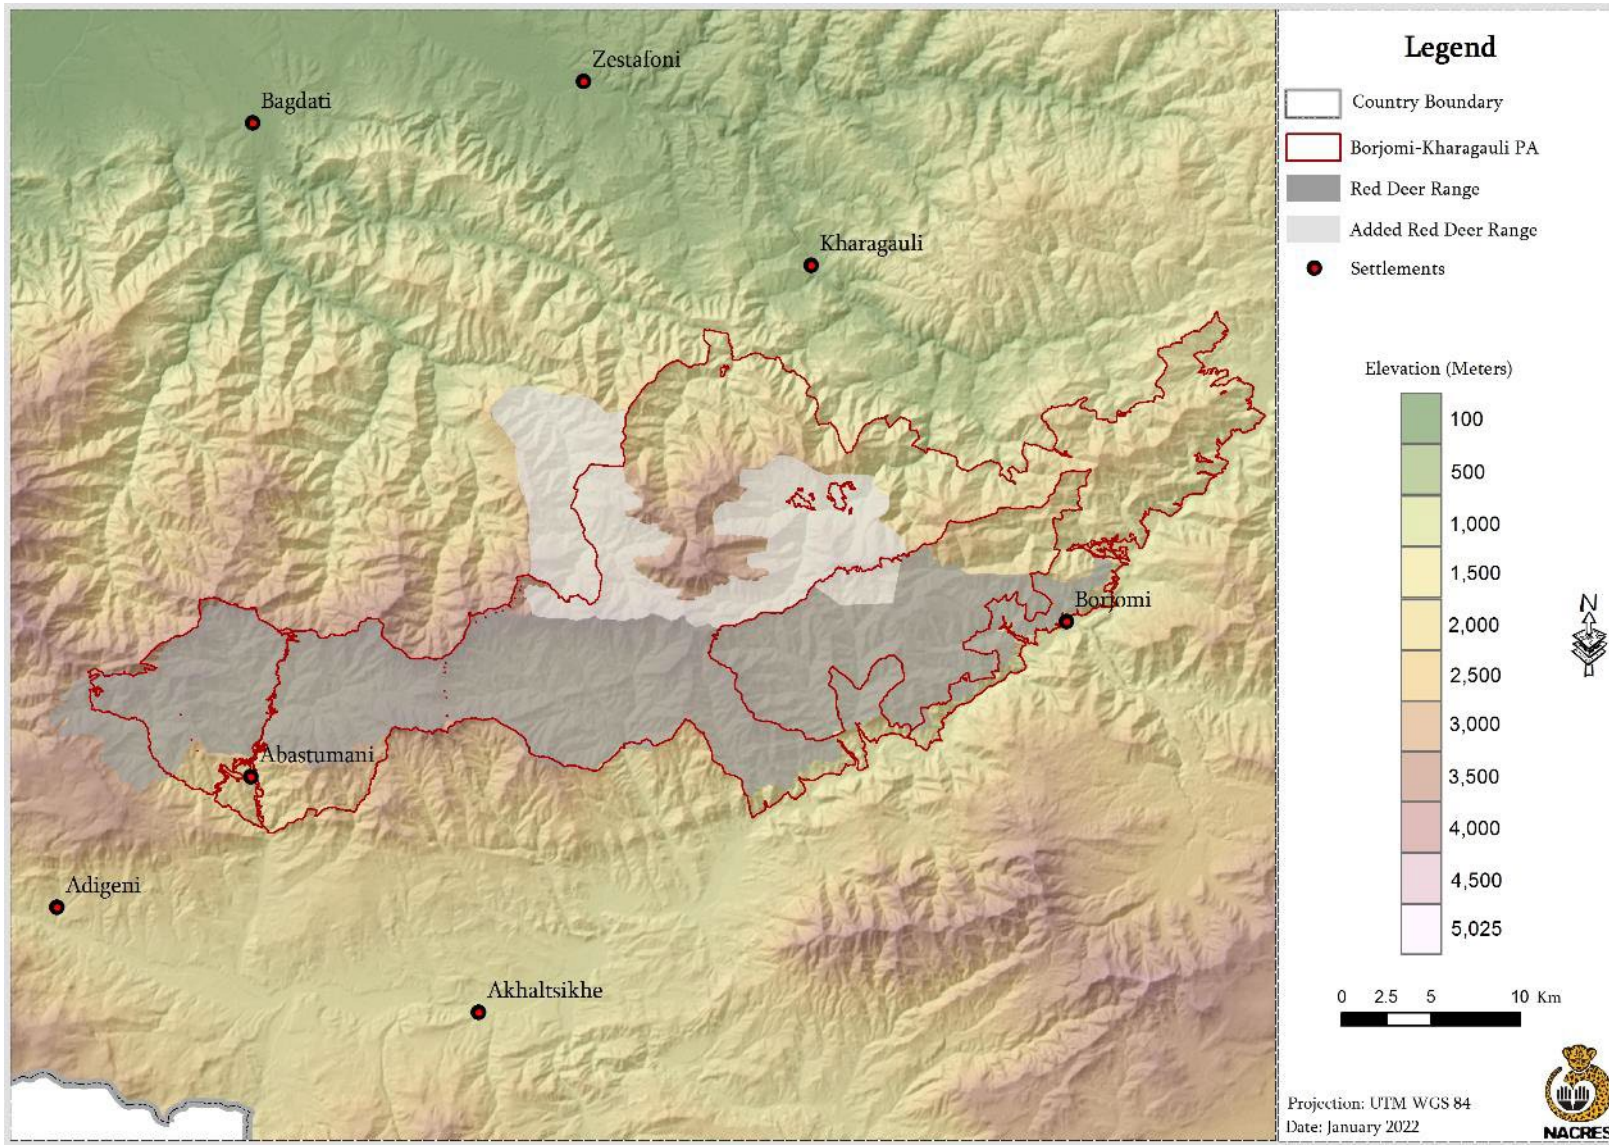 Zestafoni
Bagdati
Kharagauli
Borjomi
Abastumani
Adigeni
Akhaltsikhe
Legend
Country Boundary
Borjomi-Kharagauli PA
Red Deer Range
Added Red Deer Range
Settlements
Elevation (Meters)
100
500
1,000
1,500
2,000
2,500
3,000
3,500
4,000
4,500
5,025
N
0 2.5 5 10 Km
Projection: UTM WGS 84
Date: January 2022
NACRES